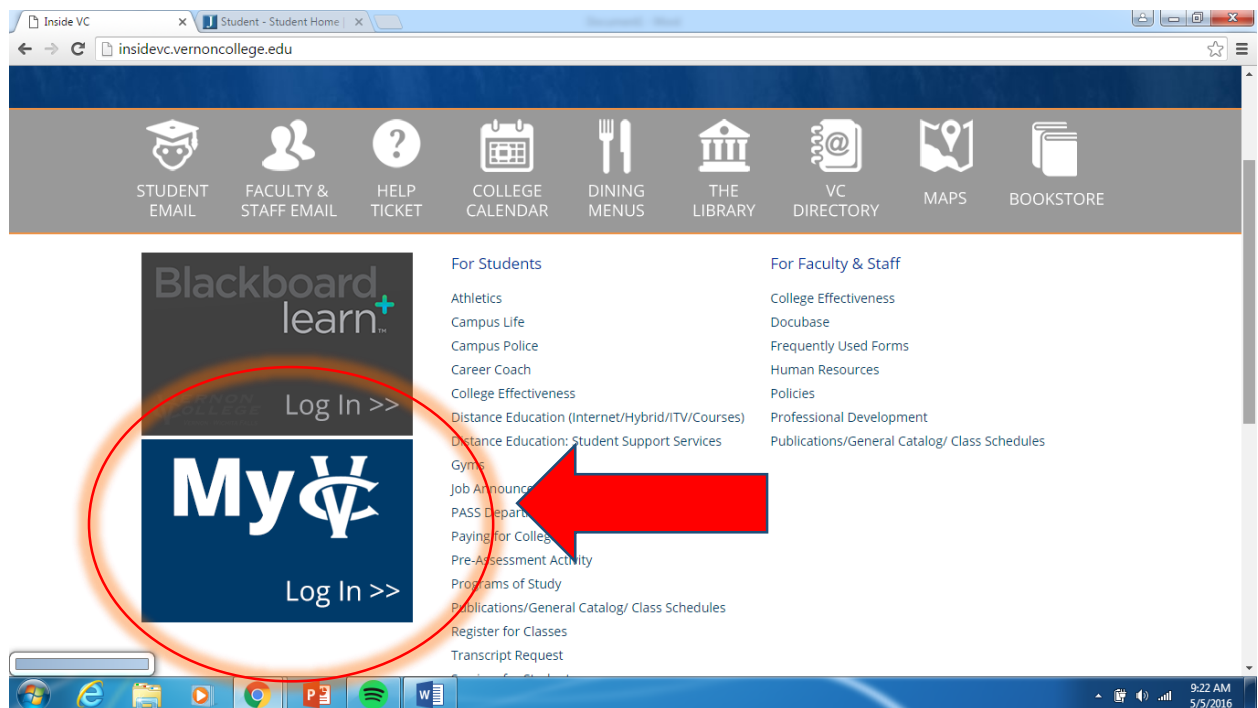 Inside VC
Student - Student Home |
insidevc.vernoncollege.edu
STUDENT
EMAIL
FACULTY &
STAFF EMAIL
HELP
TICKET
COLLEGE
CALENDAR
DINING
MENUS
THE
LIBRARY
VC
DIRECTORY
MAPS
BOOKSTORE
Blackboard
learn+™
VERNON
COLLEGE
Log In >>
My VC
Log In >>
For Students
Athletics
Campus Life
Campus Police
Career Coach
College Effectiveness
Distance Education (Internet/Hybrid/ITV/Courses)
Distance Education: Student Support Services
Gyms
Job Announce
PASS Depart
Paying for College
Pre-Assessment Activity
Programs of Study
Publications/General Catalog/ Class Schedules
Register for Classes
Transcript Request
For Faculty & Staff
College Effectiveness
Docubase
Frequently Used Forms
Human Resources
Policies
Professional Development
Publications/General Catalog/ Class Schedules
9:22 AM
5/5/2016